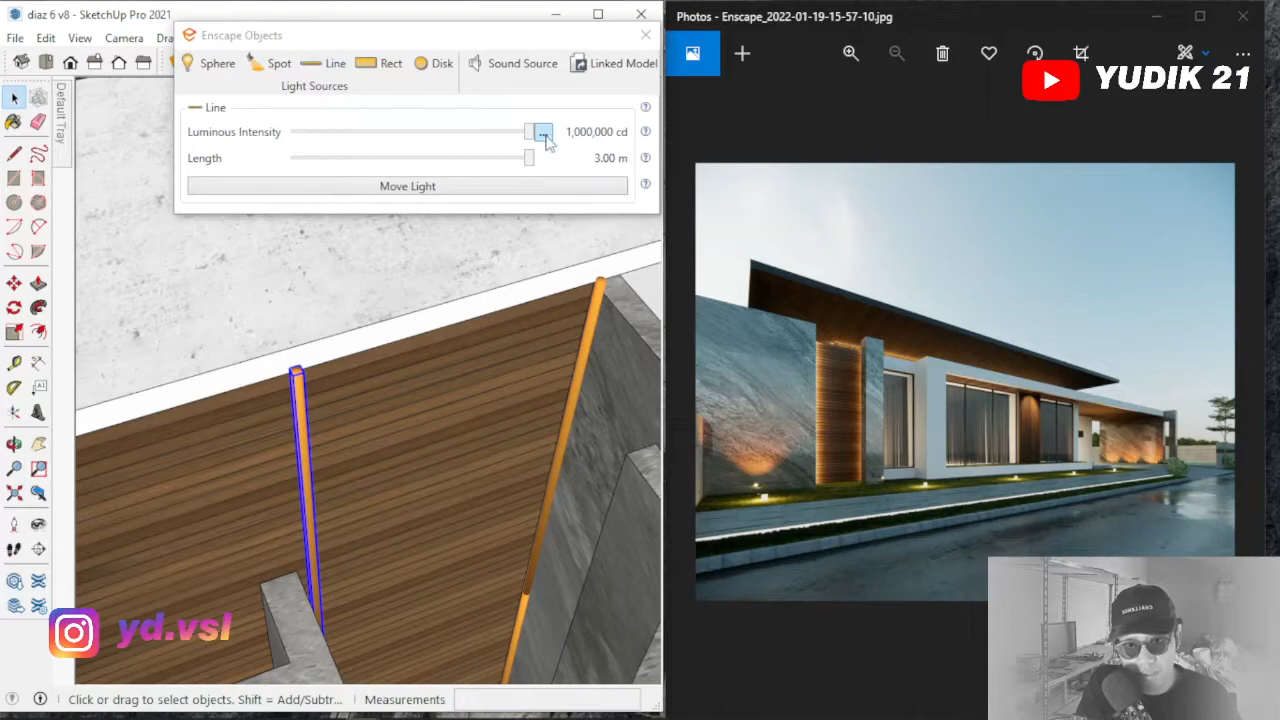 diaz 6 v8 - SketchUp Pro 2021
File Edit View Camera Dra
Default Tray
Enscape Objects
Sphere Spot Line Rect Disk Sound Source Linked Model
Light Sources
Line
Luminous Intensity ... 1,000,000 cd
Length 3.00 m
Move Light
Photos - Enscape_2022-01-19-15-57-10.jpg
YUDIK 21
yd.vsl
Click or drag to select objects. Shift = Add/Subtr... Measurements